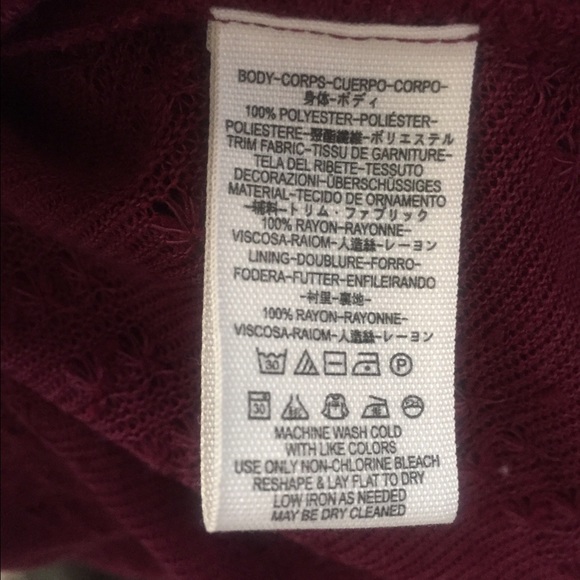 BODY-CORPS-CUERPO-CORPO-
身体-ボディ
100% POLYESTER-POLIÉSTER-
POLIESTERE-聚酯纖維-ポリエステル
TRIM FABRIC-TISSU DE GARNITURE-
TELA DEL RIBETE-TESSUTO
DECORAZIONI-ÜBERSCHÜSSIGES
MATERIAL-TECIDO DE ORNAMENTO
-補料-トリム・ファブリック
100% RAYON-RAYONNE-
VISCOSA-RAIOM-人造絲-レーヨン
LINING-DOUBLURE-FORRO-
FODERA-FUTTER-ENFILEIRANDO
-村里-裏地-
100% RAYON-RAYONNE-
VISCOSA-RAIOM-人造絲-レーヨン
30 P
30
MACHINE WASH COLD
WITH LIKE COLORS
USE ONLY NON-CHLORINE BLEACH
RESHAPE & LAY FLAT TO DRY
LOW IRON AS NEEDED
MAY BE DRY CLEANED